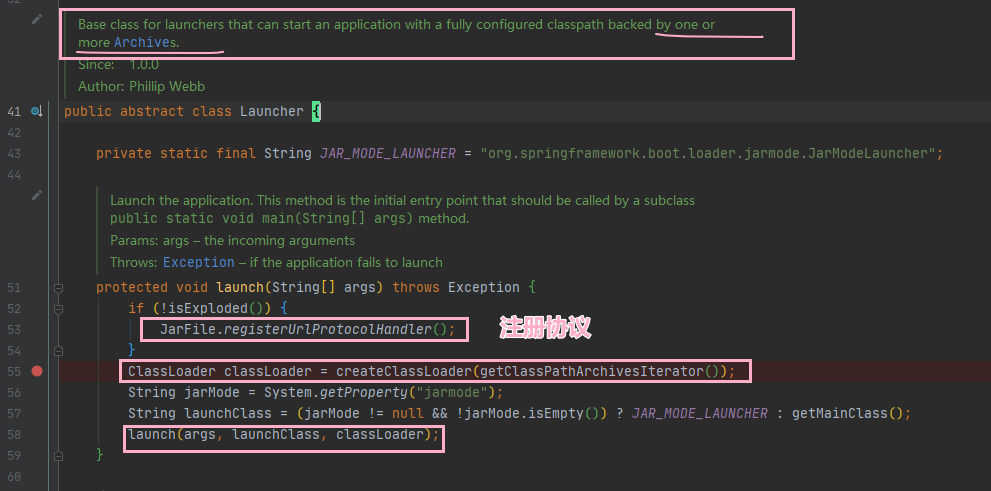 Base class for launchers that can start an application with a fully configured classpath backed by one or
more Archives.
Since: 1.0.0
Author: Phillip Webb
41 public abstract class Launcher {
42
43 private static final String JAR_MODE_LAUNCHER = "org.springframework.boot.loader.jarmode.JarModeLauncher";
44
Launch the application. This method is the initial entry point that should be called by a subclass
public static void main(String[] args) method.
Params: args – the incoming arguments
Throws: Exception – if the application fails to launch
51 protected void launch(String[] args) throws Exception {
52 if (!isExploded()) {
53 JarFile.registerUrlProtocolHandler(); 注册协议
54 }
55 ClassLoader classLoader = createClassLoader(getClassPathArchivesIterator());
56 String jarMode = System.getProperty("jarmode");
57 String launchClass = (jarMode != null && !jarMode.isEmpty()) ? JAR_MODE_LAUNCHER : getMainClass();
58 launch(args, launchClass, classLoader);
59 }
60